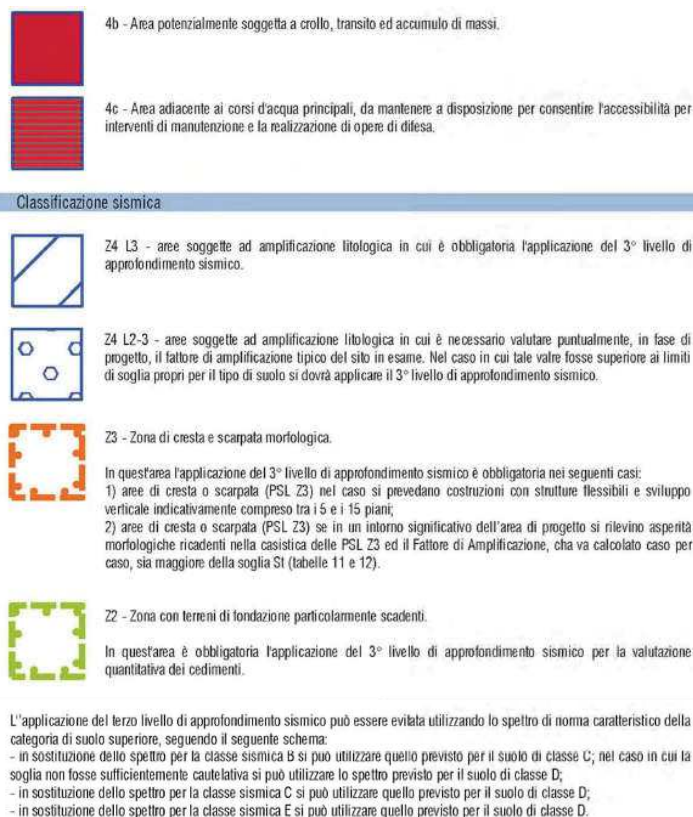 4b - Area potenzialmente soggetta a crollo, transito ed accumulo di massi.
4c - Area adiacente ai corsi d'acqua principali, da mantenere a disposizione per consentire l'accessibilità per
interventi di manutenzione e la realizzazione di opere di difesa.
Classificazione sismica
Z4 L3 - aree soggette ad amplificazione litologica in cui è obbligatoria l'applicazione del 3° livello di
approfondimento sismico.
Z4 L2-3 - aree soggette ad amplificazione litologica in cui è necessario valutare puntualmente, in fase di
progetto, il fattore di amplificazione tipico del sito in esame. Nel caso in cui tale valre fosse superiore ai limiti
di soglia propri per il tipo di suolo si dovrà applicare il 3° livello di approfondimento sismico.
Z3 - Zona di cresta e scarpata morfologica.
In quest'area l'applicazione del 3° livello di approfondimento sismico è obbligatoria nei seguenti casi:
1) aree di cresta o scarpata (PSL Z3) nel caso si prevedano costruzioni con strutture flessibili e sviluppo
verticale indicativamente compreso tra i 5 e i 15 piani;
2) aree di cresta o scarpata (PSL Z3) se in un intorno significativo dell'area di progetto si rilevino asperità
morfologiche ricadenti nella casistica delle PSL Z3 ed il Fattore di Amplificazione, cha va calcolato caso per
caso, sia maggiore della soglia St (tabelle 11 e 12).
Z2 - Zona con terreni di fondazione particolarmente scadenti.
In quest'area è obbligatoria l'applicazione del 3° livello di approfondimento sismico per la valutazione
quantitativa dei cedimenti.
L''applicazione del terzo livello di approfondimento sismico può essere evitata utilizzando lo spettro di norma caratteristico della
categoria di suolo superiore, seguendo il seguente schema:
- in sostituzione dello spettro per la classe sismica B si può utilizzare quello previsto per il suolo di classe C; nel caso in cui la
soglia non fosse sufficientemente cautelativa si può utilizzare lo spettro previsto per il suolo di classe D;
- in sostituzione dello spettro per la classe sismica C si può utilizzare quello previsto per il suolo di classe D;
- in sostituzione dello spettro per la classe sismica E si può utilizzare quello previsto per il suolo di classe D.